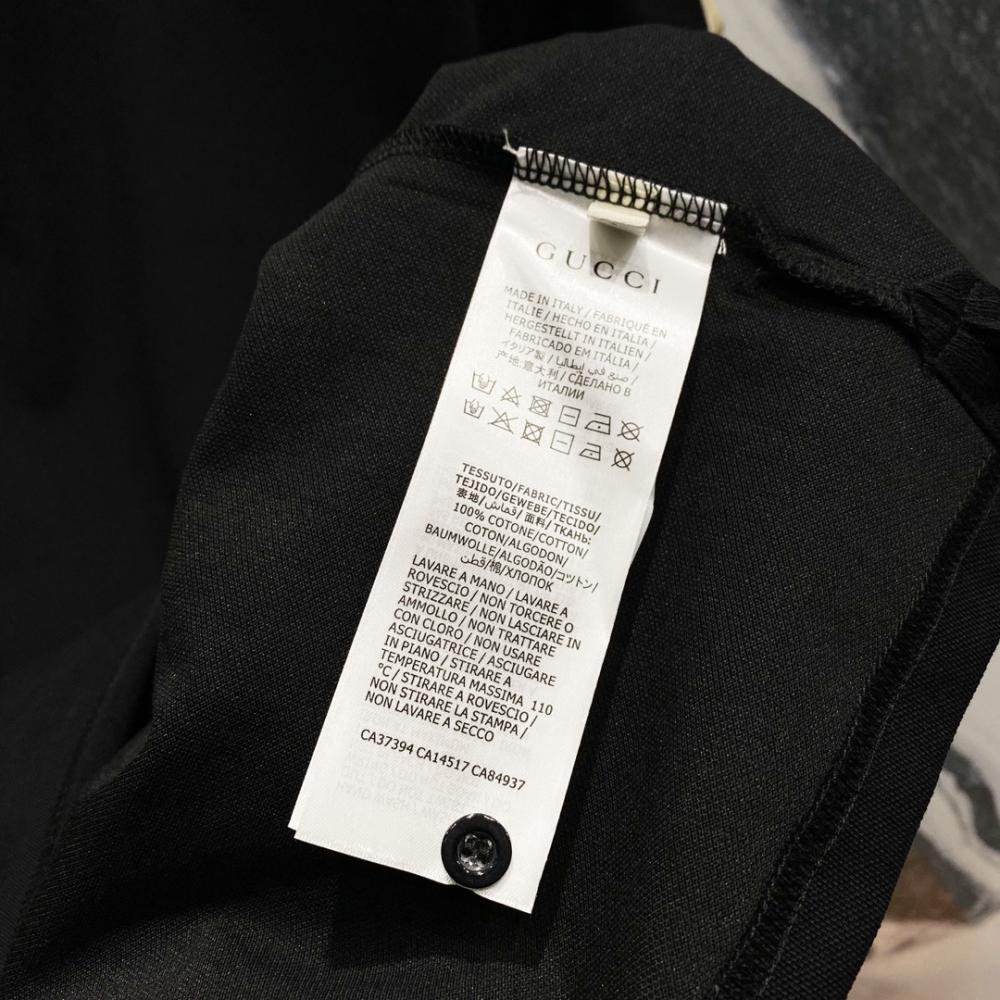 GUCCI
MADE IN ITALY / FABRIQUÉ EN
ITALIE / HECHO EN ITALIA /
HERGESTELLT IN ITALIEN /
FABRICADO EM ITÁLIA /
イタリア製 / صنع في إيطاليا /
产地:意大利 / СДЕЛАНО В
ИТАЛИИ
TESSUTO/FABRIC/TISSU/
TEJIDO/GEWEBE/TECIDO/
表地/قماش/面料/ТКАНЬ:
100% COTONE/COTTON/
COTON/ALGODON/
BAUMWOLLE/ALGODÃO/コットン/
قطن/棉/ХЛОПОК
LAVARE A MANO / LAVARE A
ROVESCIO / NON TORCERE O
STRIZZARE / NON LASCIARE IN
AMMOLLO / NON TRATTARE
CON CLORO / NON USARE
ASCIUGATRICE / ASCIUGARE
IN PIANO / STIRARE A
TEMPERATURA MASSIMA 110
°C / STIRARE A ROVESCIO /
NON STIRARE LA STAMPA /
NON LAVARE A SECCO
CA37394 CA14517 CA84937